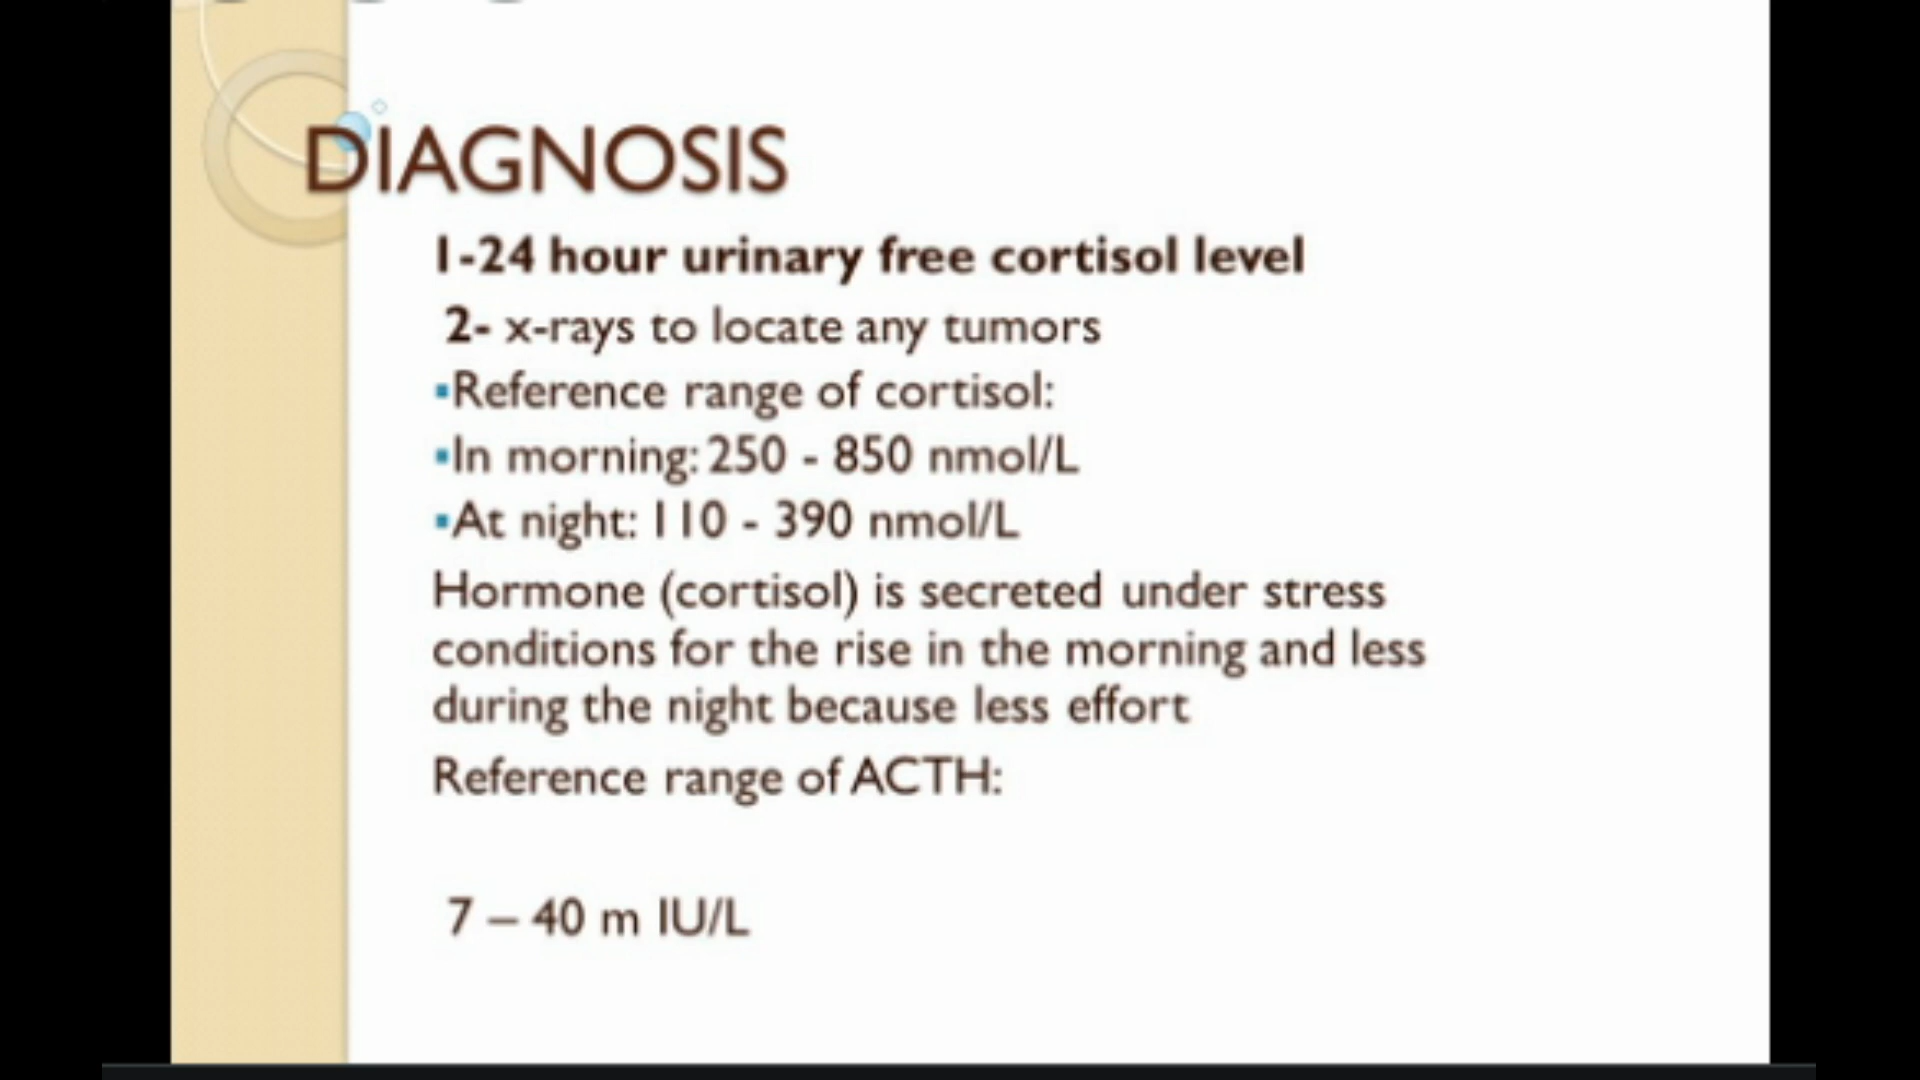 DIAGNOSIS
1-24 hour urinary free cortisol level
2- x-rays to locate any tumors
▪Reference range of cortisol:
▪In morning: 250 - 850 nmol/L
▪At night: 110 - 390 nmol/L
Hormone (cortisol) is secreted under stress
conditions for the rise in the morning and less
during the night because less effort
Reference range of ACTH:
7 – 40 m IU/L